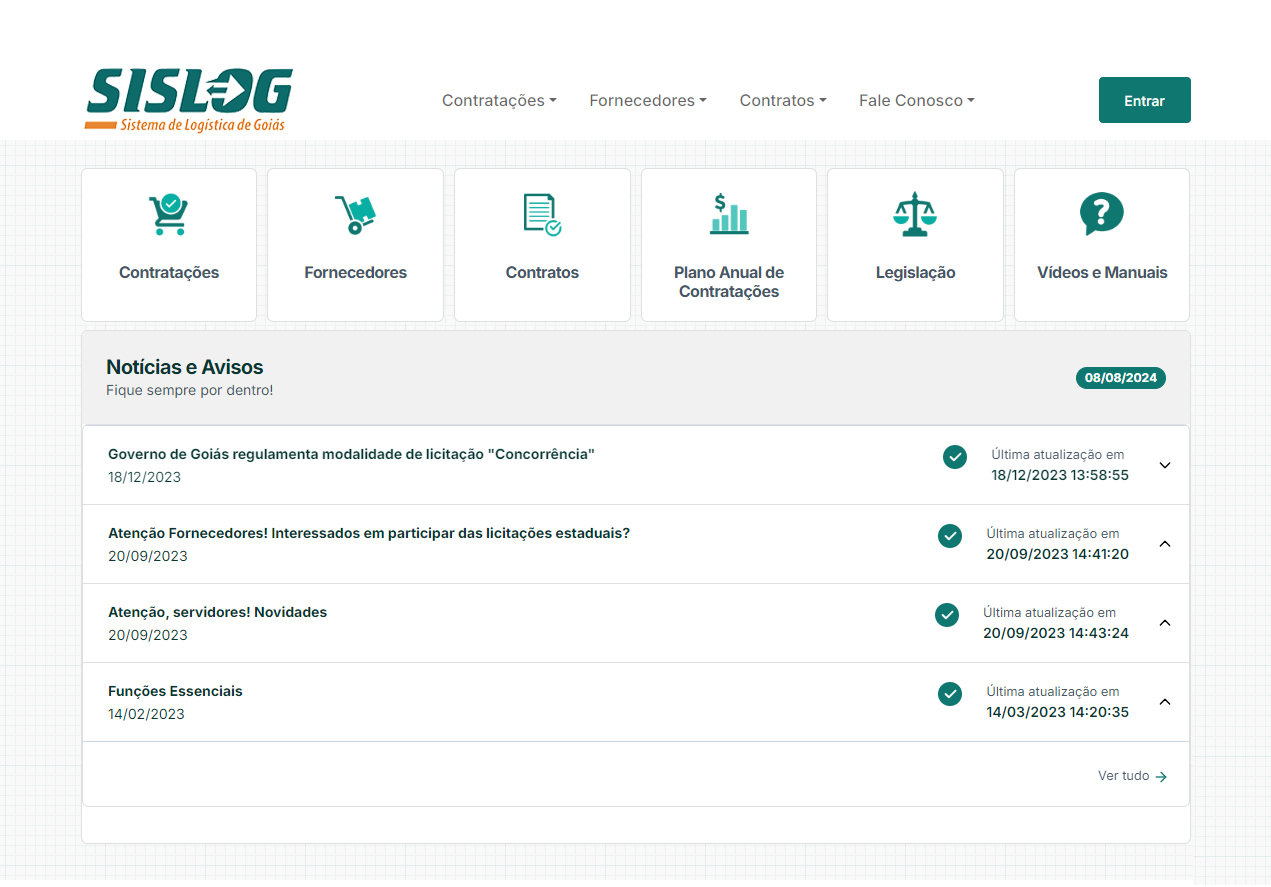 SISLOG
Sistema de Logística de Goiás
Contratações
Fornecedores
Contratos
Fale Conosco
Entrar
Contratações
Fornecedores
Contratos
Plano Anual de
Contratações
Legislação
Vídeos e Manuais
Notícias e Avisos
Fique sempre por dentro!
08/08/2024
Governo de Goiás regulamenta modalidade de licitação "Concorrência"
18/12/2023
Última atualização em
18/12/2023 13:58:55
Atenção Fornecedores! Interessados em participar das licitações estaduais?
20/09/2023
Última atualização em
20/09/2023 14:41:20
Atenção, servidores! Novidades
20/09/2023
Última atualização em
20/09/2023 14:43:24
Funções Essenciais
14/02/2023
Última atualização em
14/03/2023 14:20:35
Ver tudo